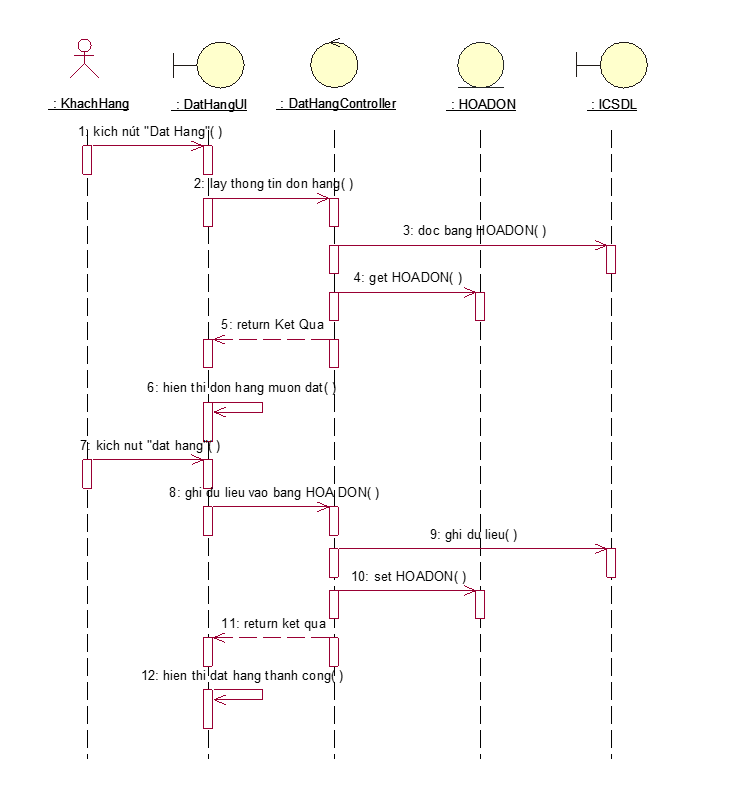 : KhachHang
: DatHangUI
: DatHangController
: HOADON
: ICSDL
1: kich nút "Dat Hang"( )
2: lay thong tin don hang( )
3: doc bang HOADON( )
4: get HOADON( )
5: return Ket Qua
6: hien thi don hang muon dat( )
7: kich nut "dat hang"( )
8: ghi du lieu vao bang HOADON( )
9: ghi du lieu( )
10: set HOADON( )
11: return ket qua
12: hien thi dat hang thanh cong( )